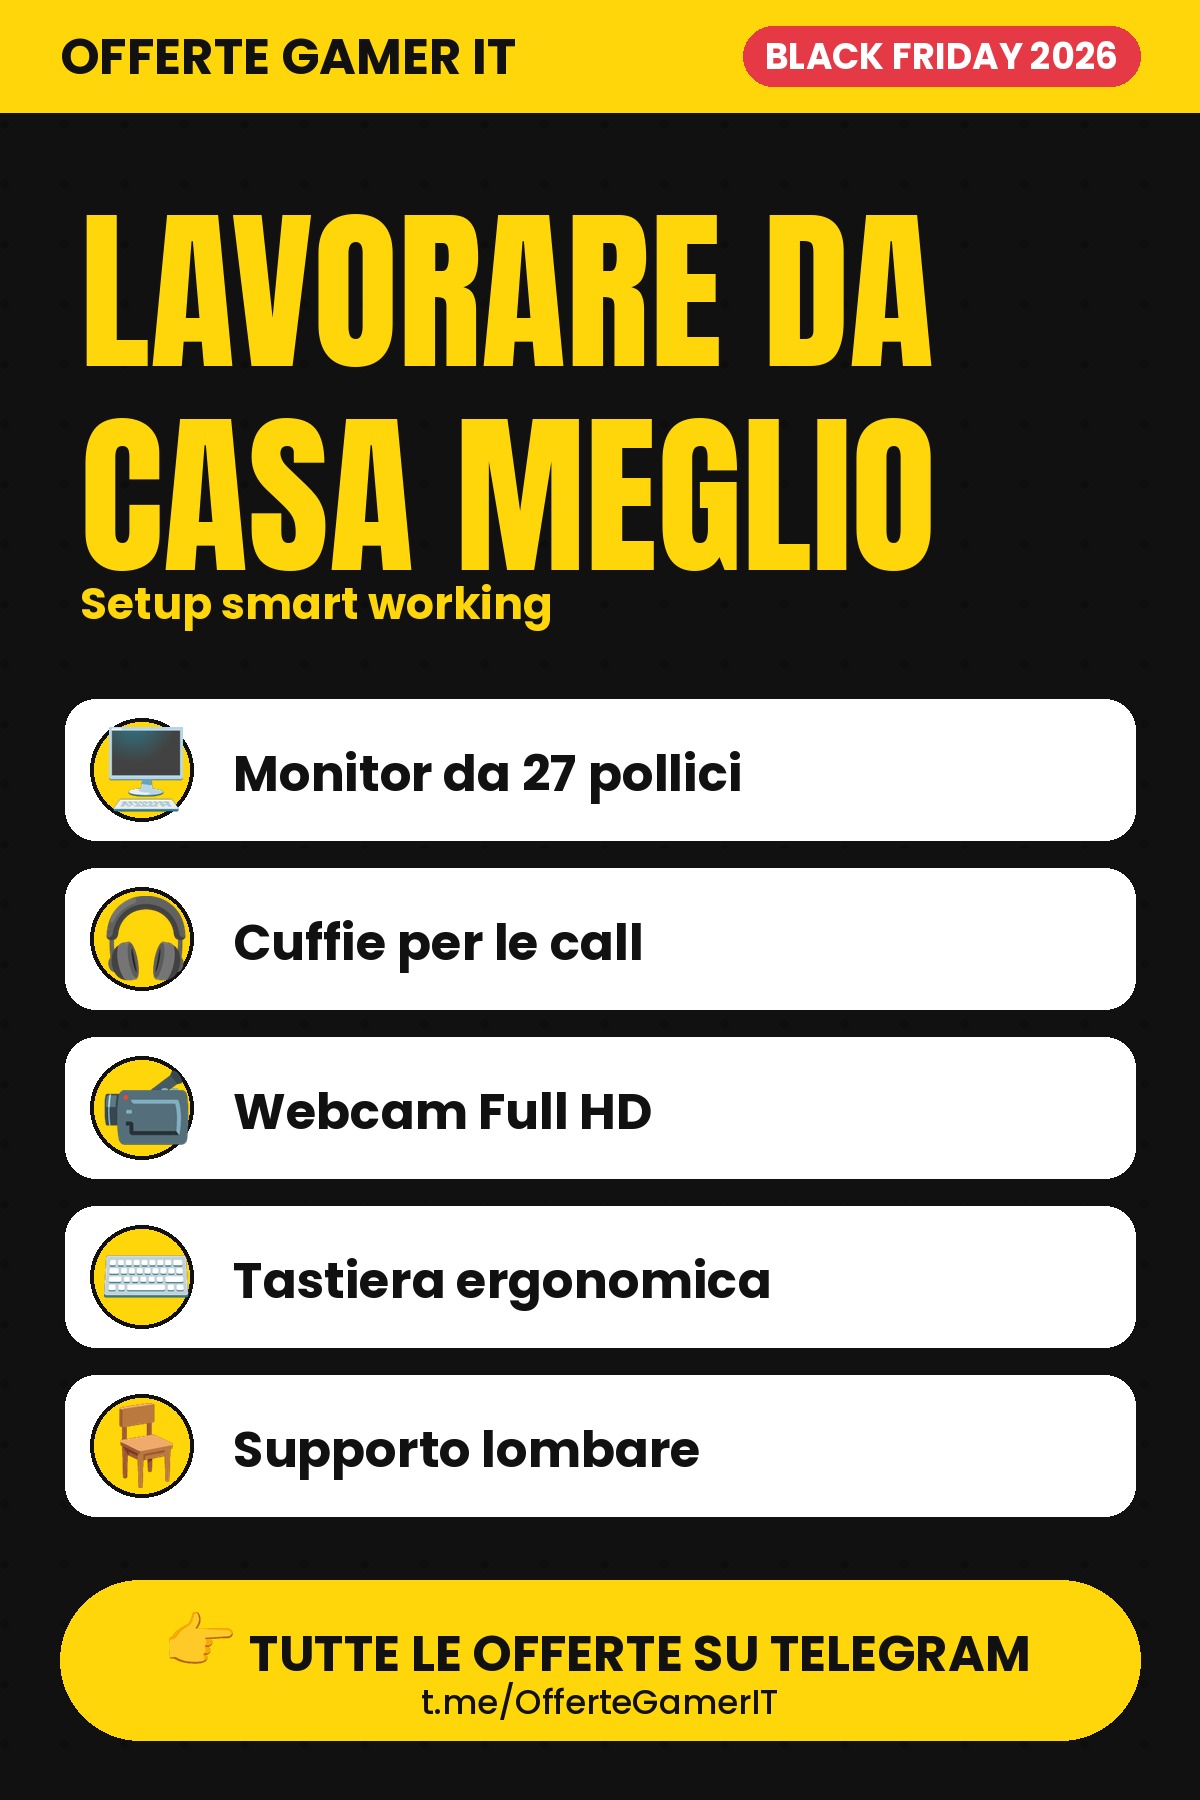 OFFERTE GAMER IT
BLACK FRIDAY 2026
LAVORARE DA
CASA MEGLIO
Setup smart working
Monitor da 27 pollici
Cuffie per le call
Webcam Full HD
Tastiera ergonomica
Supporto lombare
👉 TUTTE LE OFFERTE SU TELEGRAM
t.me/OfferteGamerIT